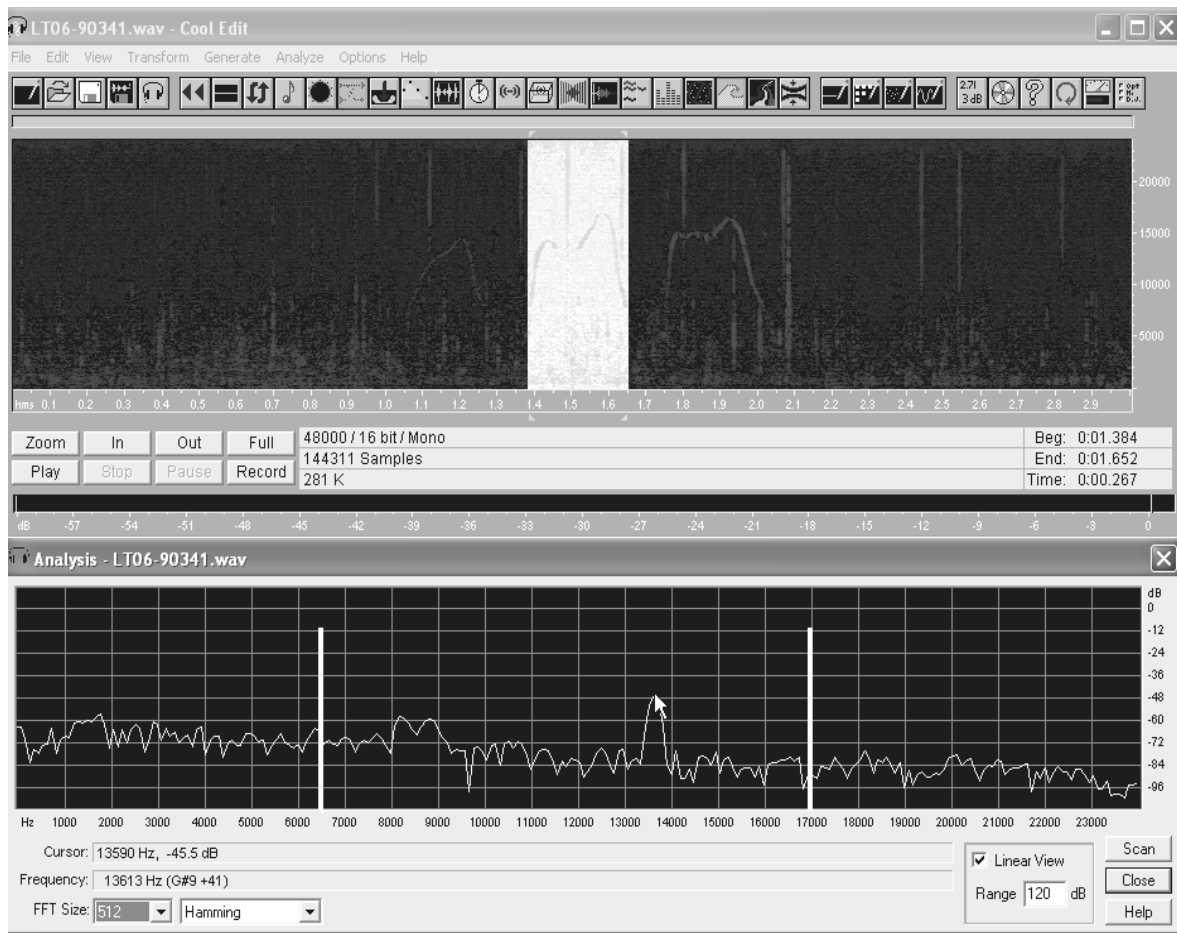 LT06-90341.wav - Cool Edit
File Edit View Transform Generate Analyze Options Help
2.71
3 dB
20000
15000
10000
5000
hms 0.1 0.2 0.3 0.4 0.5 0.6 0.7 0.8 0.9 1.0 1.1 1.2 1.3 1.4 1.5 1.6 1.7 1.8 1.9 2.0 2.1 2.2 2.3 2.4 2.5 2.6 2.7 2.8 2.9
Zoom In Out Full 48000 / 16 bit / Mono Beg: 0:01.384
144311 Samples End: 0:01.652
Play Stop Pause Record 281 K Time: 0:00.267
dB -57 -54 -51 -48 -45 -42 -39 -36 -33 -30 -27 -24 -21 -18 -15 -12 -9 -6 -3 0
Analysis - LT06-90341.wav
dB
0
-12
-24
-36
-48
-60
-72
-84
-96
Hz 1000 2000 3000 4000 5000 6000 7000 8000 9000 10000 11000 12000 13000 14000 15000 16000 17000 18000 19000 20000 21000 22000 23000
Cursor: 13590 Hz, -45.5 dB
Frequency: 13613 Hz (G#9 +41)
FFT Size: 512 Hamming
Linear View
Range 120 dB
Scan
Close
Help